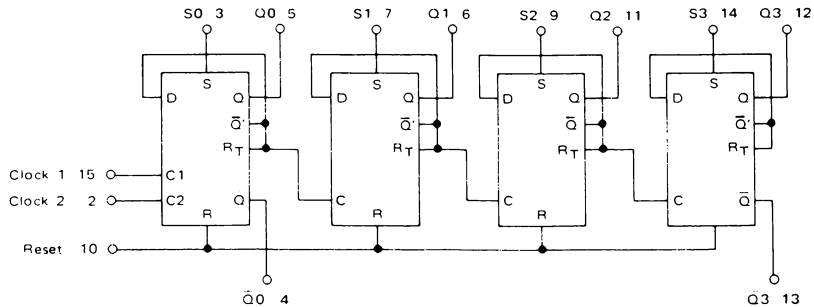 S0 3 Q0 5 S1 7 Q1 6 S2 9 Q2 11 S3 14 Q3 12
S S S S
D Q D Q D Q D Q
Q̅' Q̅' Q̅ Q̅'
RT RT RT RT
Clock 1 15 C1
Clock 2 2 C2 Q C C C Q̅
R R R
Reset 10
Q̅0 4 Q̅3 13